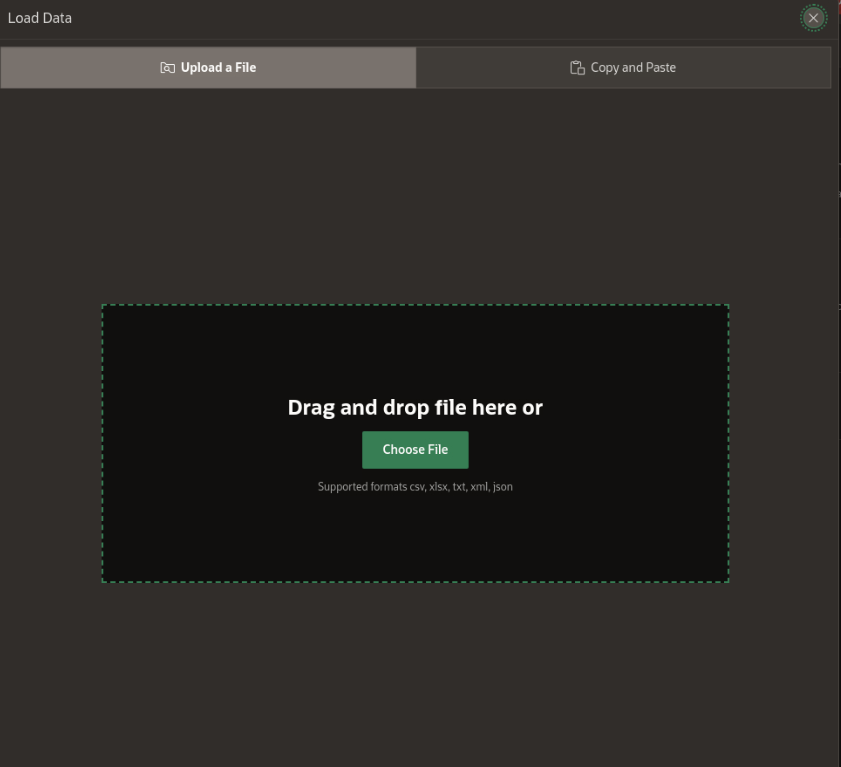 Load Data
Upload a File
Copy and Paste
Drag and drop file here or
Choose File
Supported formats csv, xlsx, txt, xml, json